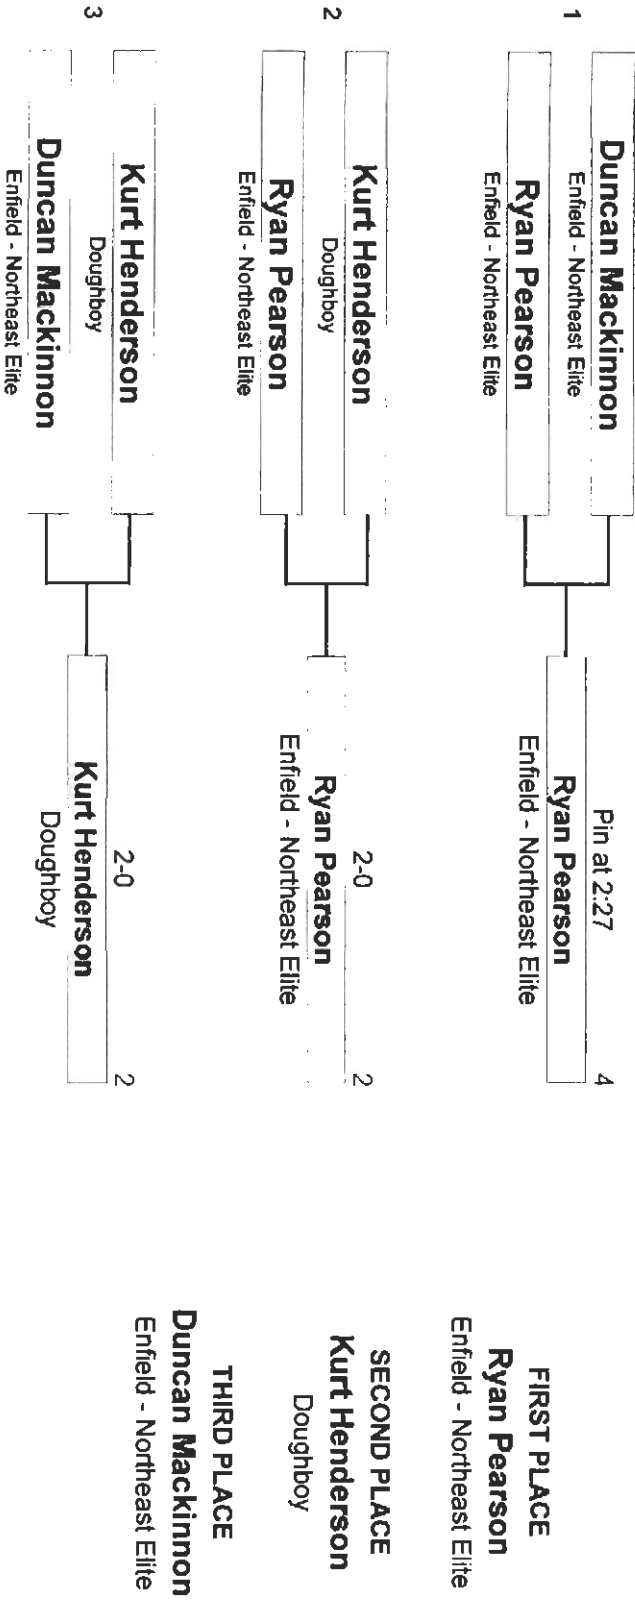 1
Duncan Mackinnon
Enfield - Northeast Elite
Ryan Pearson
Enfield - Northeast Elite
Pin at 2:27
4
Ryan Pearson
Enfield - Northeast Elite
2
Kurt Henderson
Doughboy
Ryan Pearson
Enfield - Northeast Elite
2-0
2
Ryan Pearson
Enfield - Northeast Elite
3
Kurt Henderson
Doughboy
Duncan Mackinnon
Enfield - Northeast Elite
2-0
2
Kurt Henderson
Doughboy
FIRST PLACE
Ryan Pearson
Enfield - Northeast Elite
SECOND PLACE
Kurt Henderson
Doughboy
THIRD PLACE
Duncan Mackinnon
Enfield - Northeast Elite